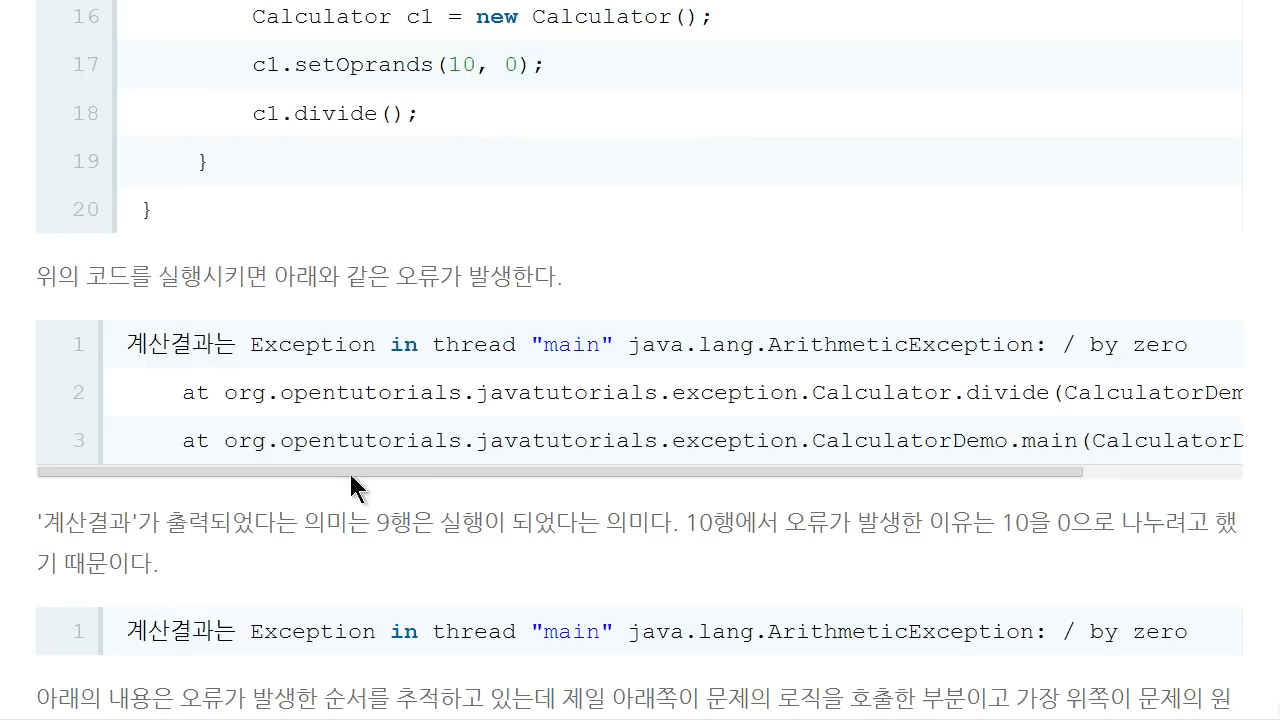 16 Calculator c1 = new Calculator();
17 c1.setOprands(10, 0);
18 c1.divide();
19 }
20 }
위의 코드를 실행시키면 아래와 같은 오류가 발생한다.
1 계산결과는 Exception in thread "main" java.lang.ArithmeticException: / by zero
2 at org.opentutorials.javatutorials.exception.Calculator.divide(CalculatorDem
3 at org.opentutorials.javatutorials.exception.CalculatorDemo.main(CalculatorD
'계산결과'가 출력되었다는 의미는 9행은 실행이 되었다는 의미다. 10행에서 오류가 발생한 이유는 10을 0으로 나누려고 했
기 때문이다.
1 계산결과는 Exception in thread "main" java.lang.ArithmeticException: / by zero
아래의 내용은 오류가 발생한 순서를 추적하고 있는데 제일 아래쪽이 문제의 로직을 호출한 부분이고 가장 위쪽이 문제의 원